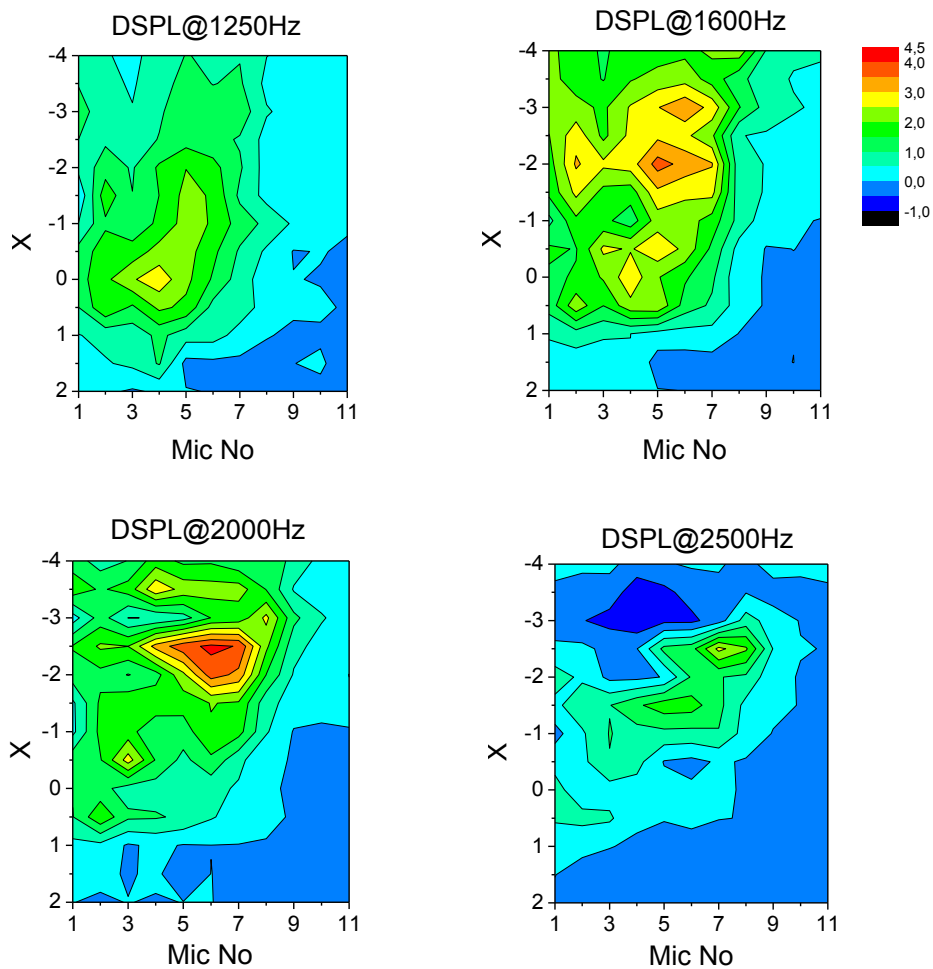 DSPL@1250Hz
-4
-3
-2
-1
0
1
2
X
1 3 5 7 9 11
Mic No
DSPL@1600Hz
-4
-3
-2
-1
0
1
2
X
1 3 5 7 9 11
Mic No
4,5
4,0
3,0
2,0
1,0
0,0
-1,0
DSPL@2000Hz
-4
-3
-2
-1
0
1
2
X
1 3 5 7 9 11
Mic No
DSPL@2500Hz
-4
-3
-2
-1
0
1
2
X
1 3 5 7 9 11
Mic No